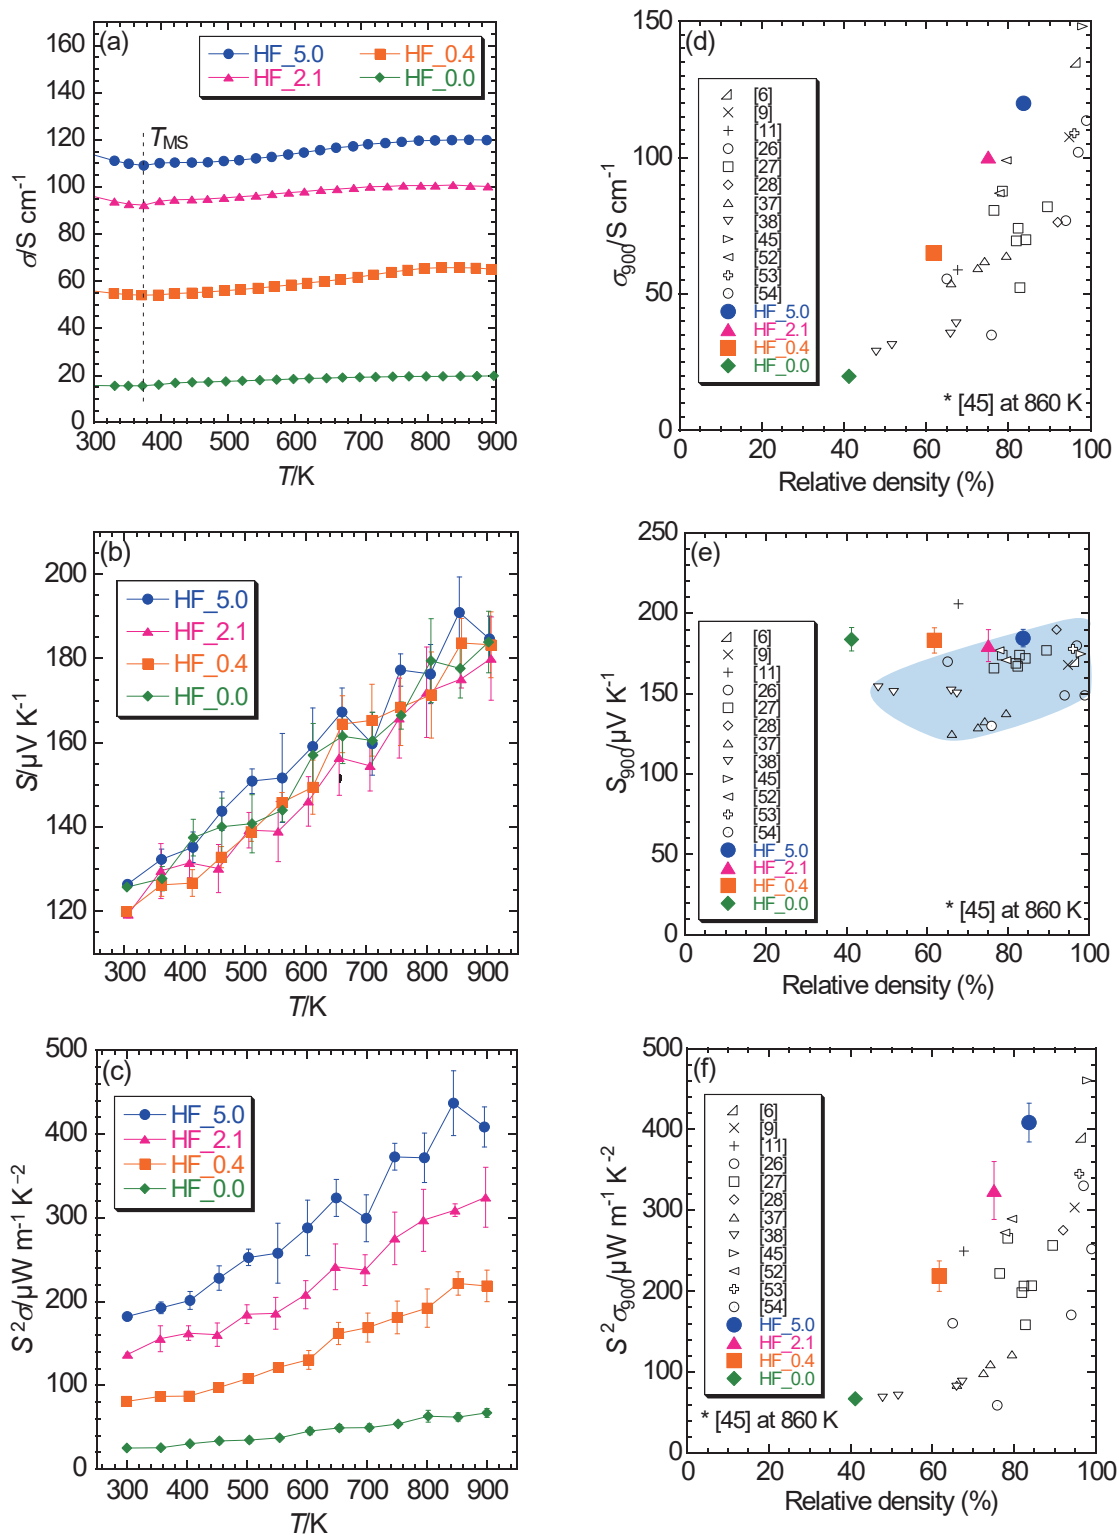 (a)
HF_5.0 HF_0.4
HF_2.1 HF_0.0
T_MS
160
140
120
100
80
60
40
20
0
300 400 500 600 700 800 900
σ/S cm⁻¹
T/K
(d)
150
100
50
0
[6]
[9]
[11]
[26]
[27]
[28]
[37]
[38]
[45]
[52]
[53]
[54]
HF_5.0
HF_2.1
HF_0.4
HF_0.0
* [45] at 860 K
0 20 40 60 80 100
σ₉₀₀/S cm⁻¹
Relative density (%)
(b)
HF_5.0
HF_2.1
HF_0.4
HF_0.0
200
180
160
140
120
300 400 500 600 700 800 900
S/μV K⁻¹
T/K
(e)
250
200
150
100
50
0
[6]
[9]
[11]
[26]
[27]
[28]
[37]
[38]
[45]
[52]
[53]
[54]
HF_5.0
HF_2.1
HF_0.4
HF_0.0
* [45] at 860 K
0 20 40 60 80 100
S₉₀₀/μV K⁻¹
Relative density (%)
(c)
HF_5.0
HF_2.1
HF_0.4
HF_0.0
500
400
300
200
100
0
300 400 500 600 700 800 900
S²σ/μW m⁻¹ K⁻²
T/K
(f)
500
400
300
200
100
0
[6]
[9]
[11]
[26]
[27]
[28]
[37]
[38]
[45]
[52]
[53]
[54]
HF_5.0
HF_2.1
HF_0.4
HF_0.0
* [45] at 860 K
0 20 40 60 80 100
S²σ₉₀₀/μW m⁻¹ K⁻²
Relative density (%)